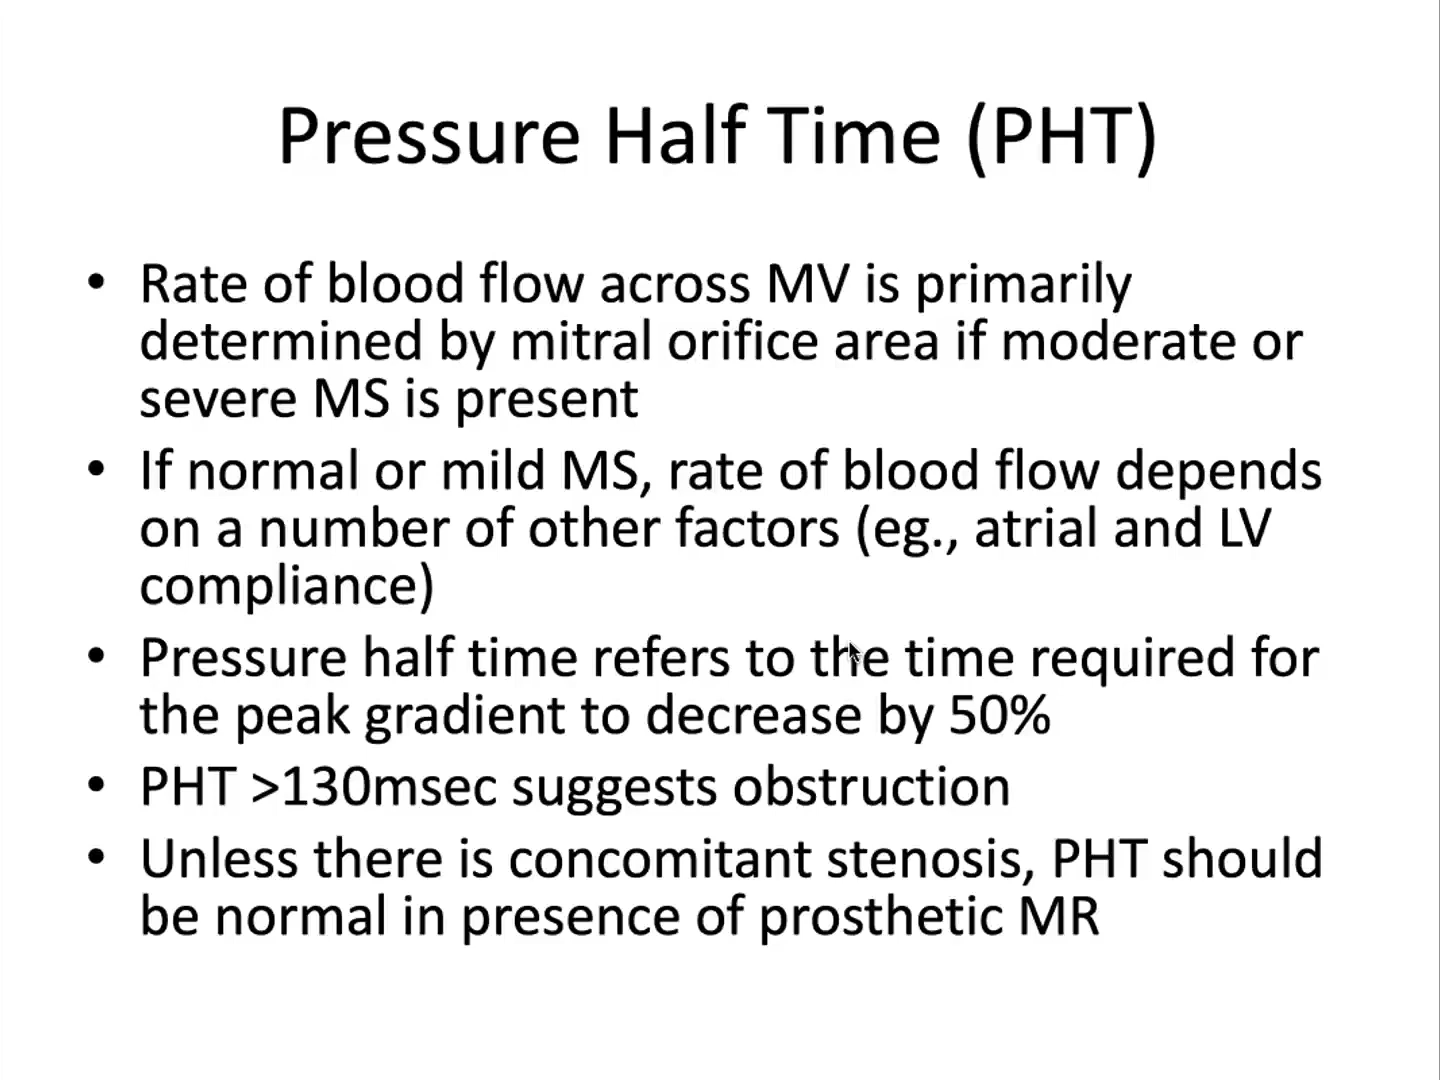 Pressure Half Time (PHT)
• Rate of blood flow across MV is primarily
determined by mitral orifice area if moderate or
severe MS is present
• If normal or mild MS, rate of blood flow depends
on a number of other factors (eg., atrial and LV
compliance)
• Pressure half time refers to the time required for
the peak gradient to decrease by 50%
• PHT >130msec suggests obstruction
• Unless there is concomitant stenosis, PHT should
be normal in presence of prosthetic MR